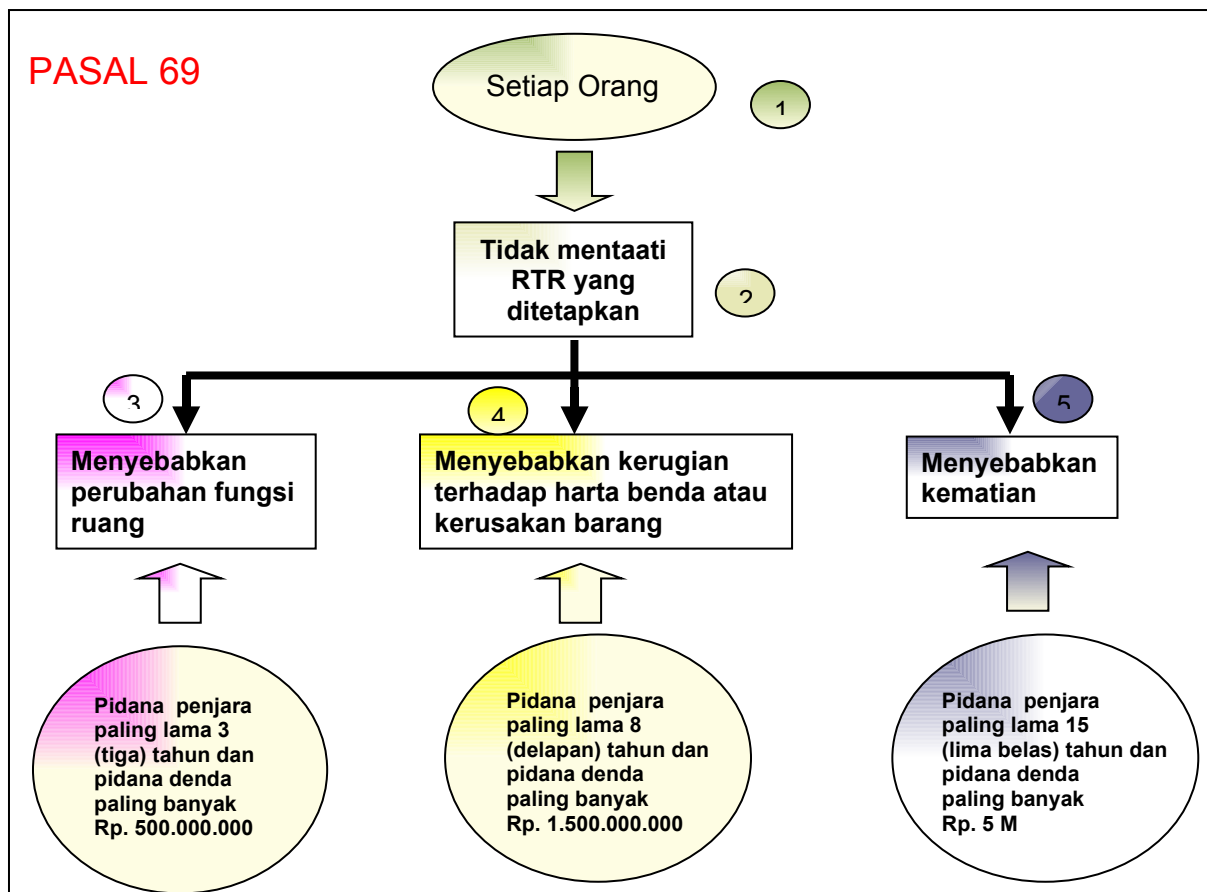 PASAL 69
Setiap Orang
1
Tidak mentaati
RTR yang
ditetapkan
2
3
4
5
Menyebabkan
perubahan fungsi
ruang
Menyebabkan kerugian
terhadap harta benda atau
kerusakan barang
Menyebabkan
kematian
Pidana penjara
paling lama 3
(tiga) tahun dan
pidana denda
paling banyak
Rp. 500.000.000
Pidana penjara
paling lama 8
(delapan) tahun dan
pidana denda
paling banyak
Rp. 1.500.000.000
Pidana penjara
paling lama 15
(lima belas) tahun dan
pidana denda
paling banyak
Rp. 5 M